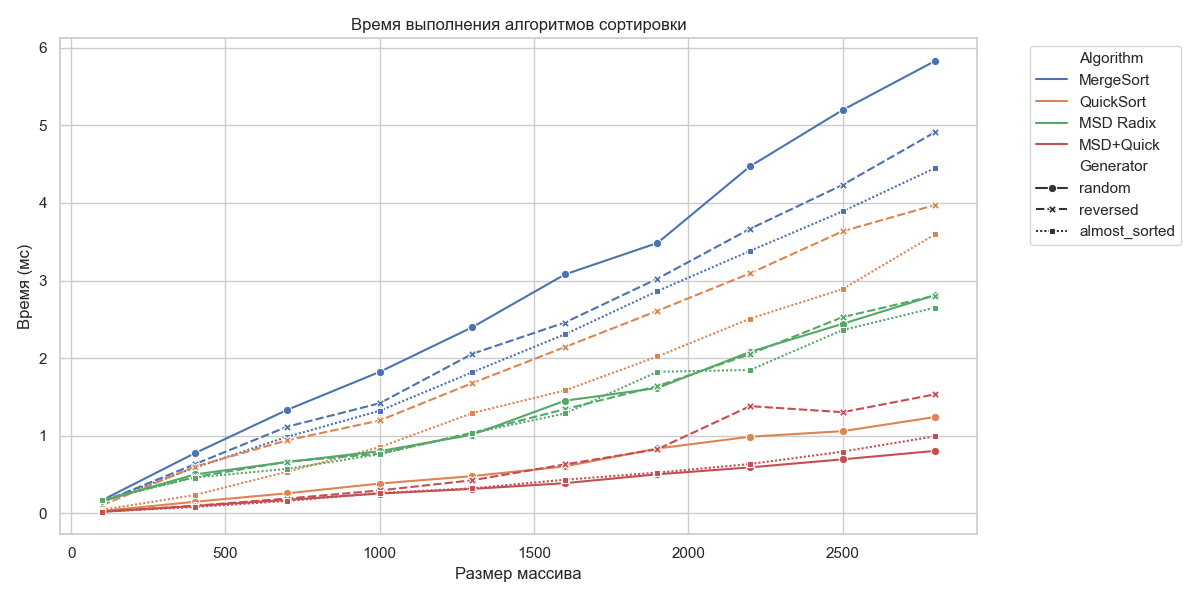 Время выполнения алгоритмов сортировки
Время (мс)
6
5
4
3
2
1
0
0
500
1000
1500
2000
2500
Размер массива
Algorithm
MergeSort
QuickSort
MSD Radix
MSD+Quick
Generator
random
reversed
almost_sorted